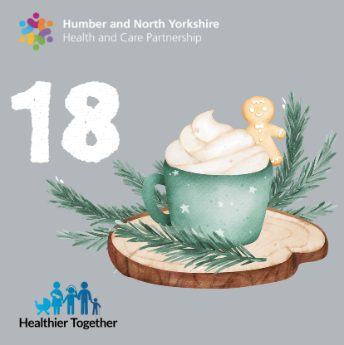 Humber and North Yorkshire
Health and Care Partnership
18
Healthier Together